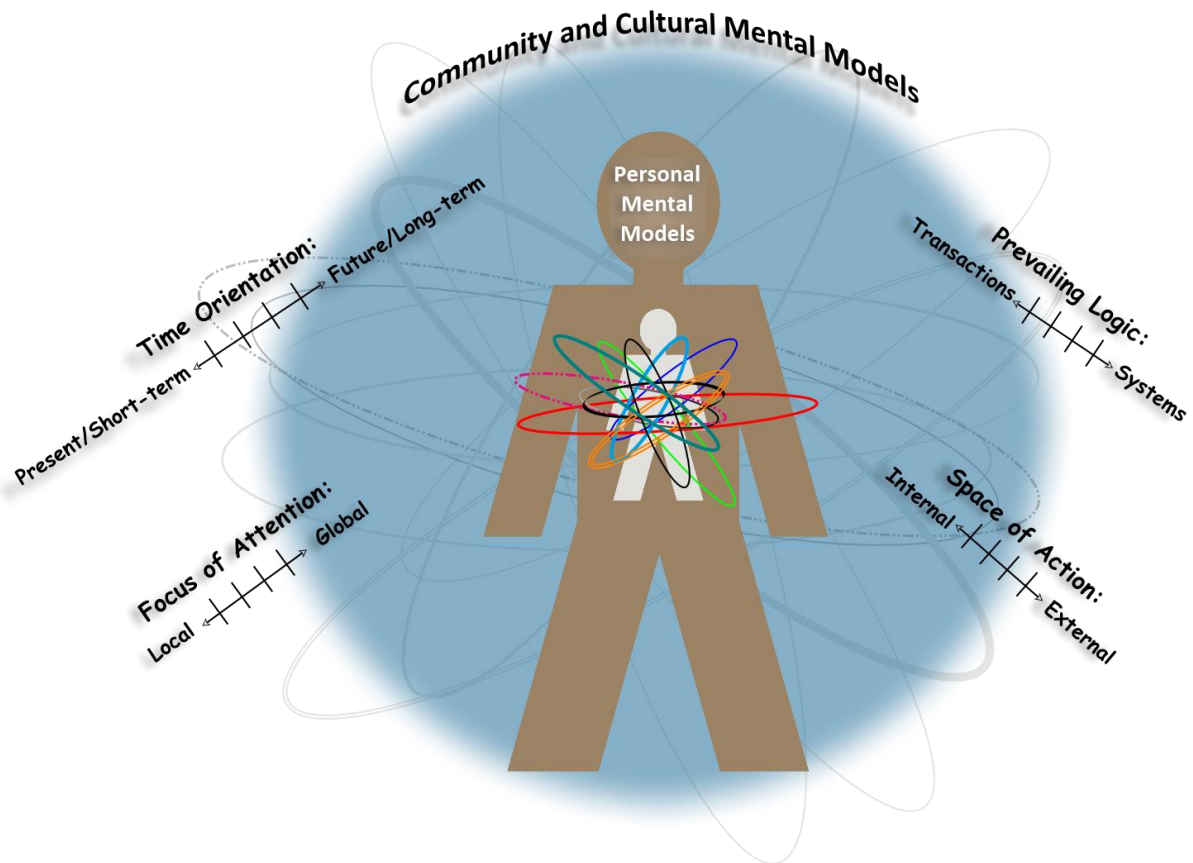 Community and Cultural Mental Models
Personal
Mental
Models
Time Orientation:
Future/Long-term
Present/Short-term
Prevailing Logic:
Transactions
Systems
Focus of Attention:
Global
Local
Space of Action:
Internal
External